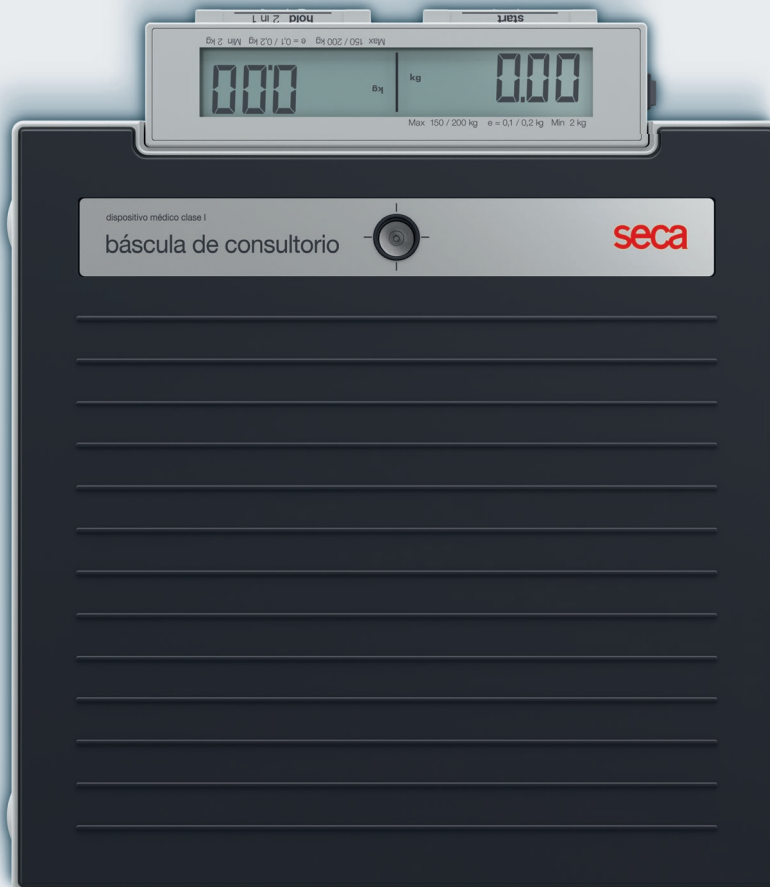 2 in 1
hold
start
Max 150 / 200 kg e = 0,1 / 0,2 kg Min 2 kg
0.00 kg
kg 0.00
Max 150 / 200 kg e = 0,1 / 0,2 kg Min 2 kg
dispositivo médico clase I
báscula de consultorio
seca